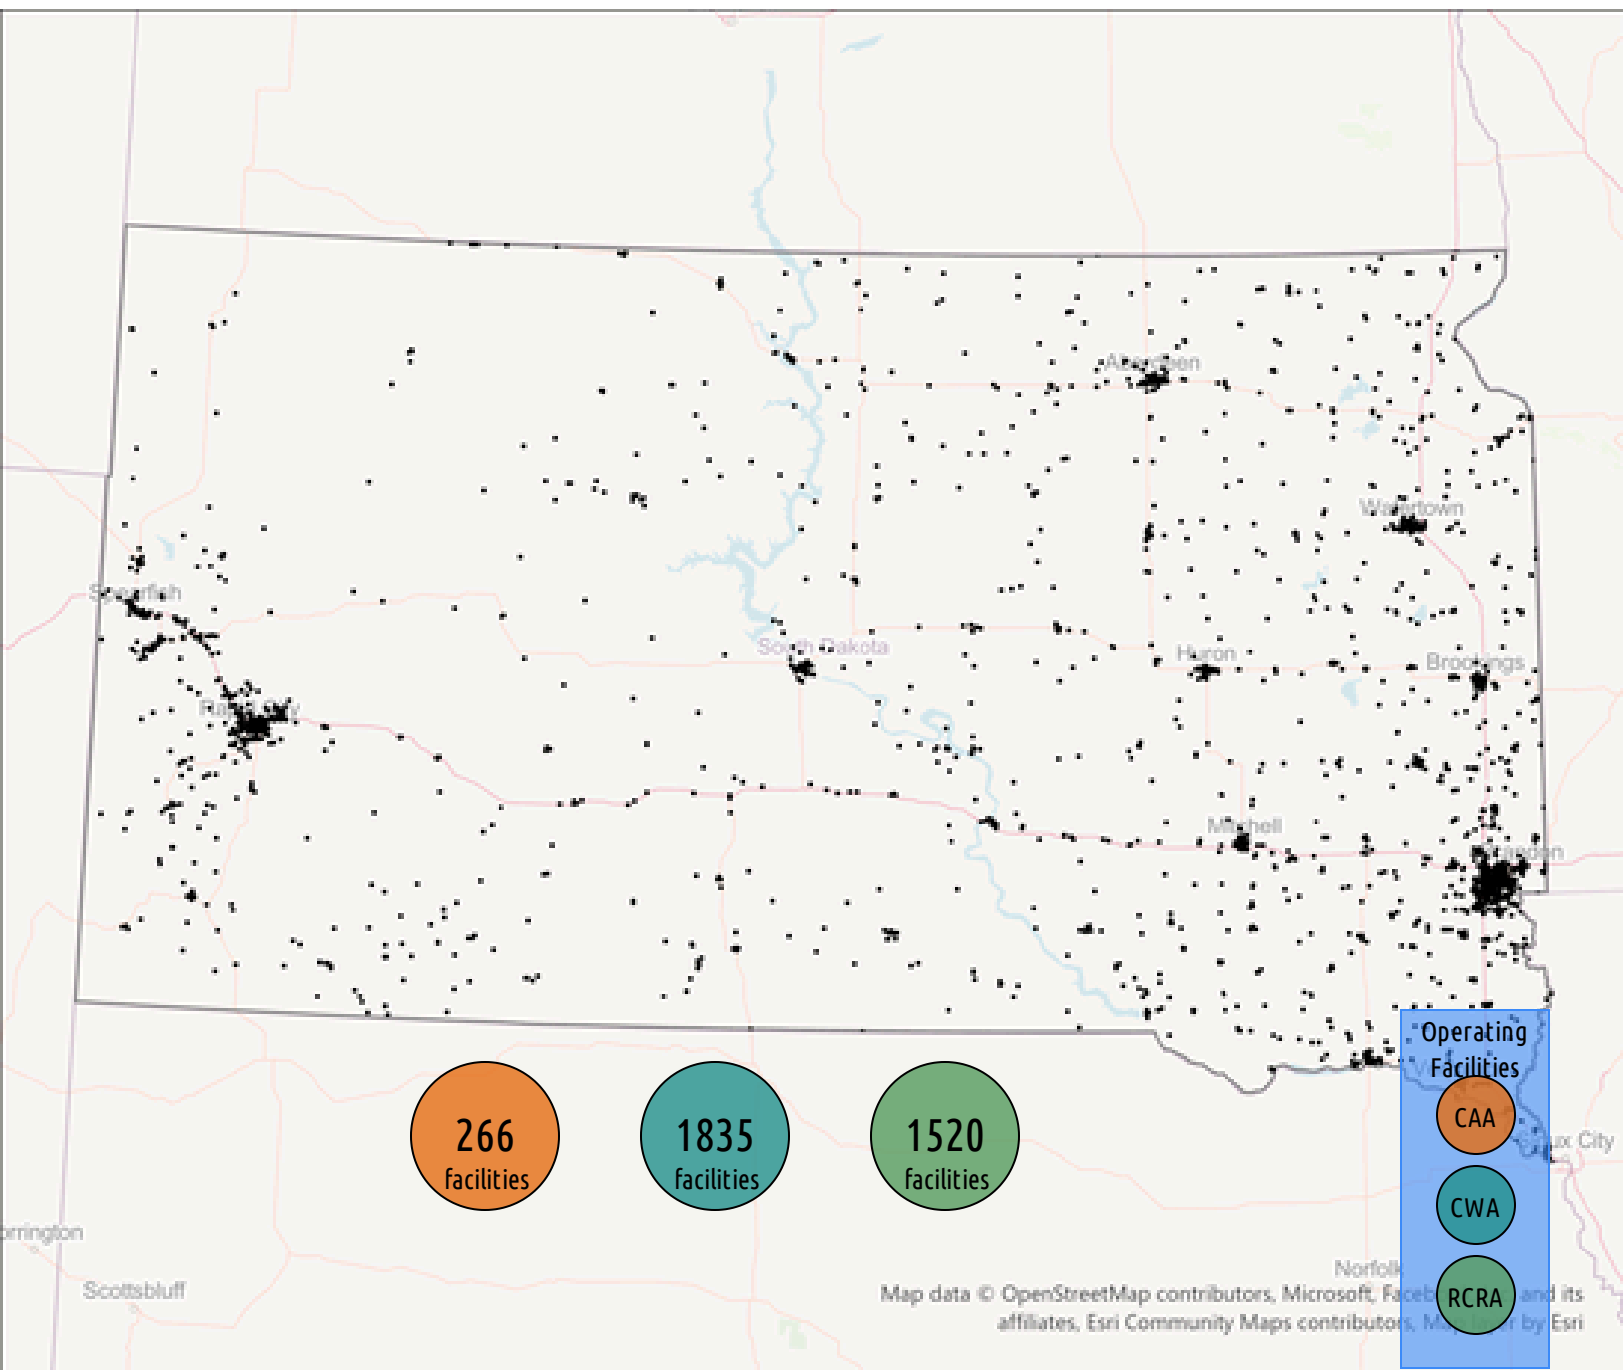 Aberdeen
Watertown
Spearfish
South Dakota
Huron
Brookings
Rapid City
Mitchell
Brandon
Operating
Facilities
266
facilities
1835
facilities
1520
facilities
CAA
Sioux City
CWA
Scottsbluff
Norfolk
RCRA
Map data © OpenStreetMap contributors, Microsoft, Facebook, Inc. and its
affiliates, Esri Community Maps contributors, Map layer by Esri